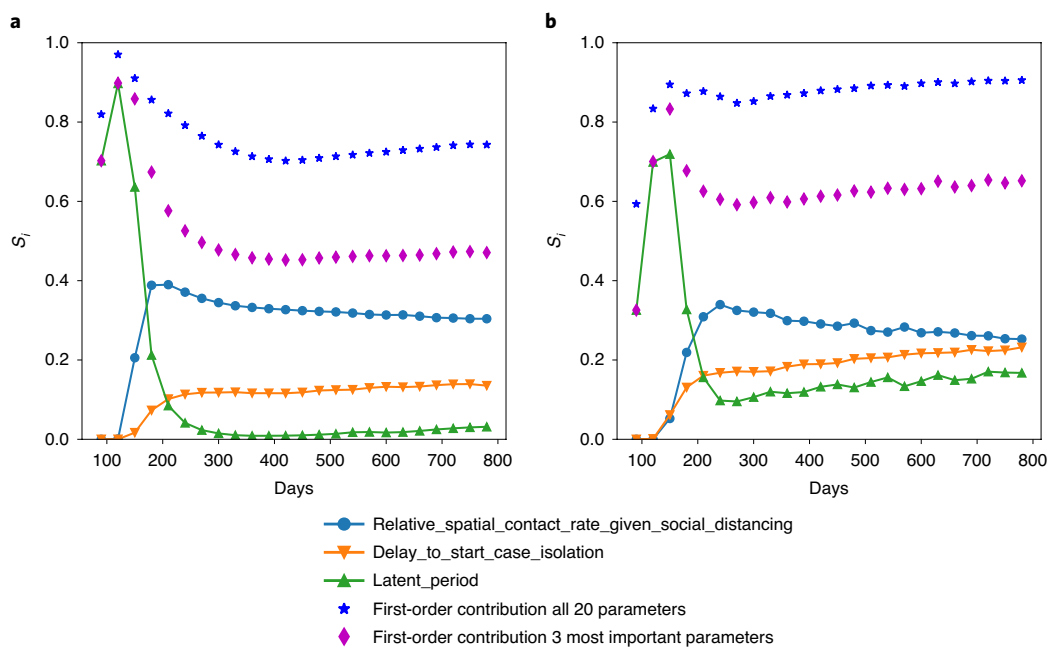 a
b
1.0
0.8
0.6
0.4
0.2
0.0
S_i
100 200 300 400 500 600 700 800
Days
1.0
0.8
0.6
0.4
0.2
0.0
S_i
100 200 300 400 500 600 700 800
Days
Relative_spatial_contact_rate_given_social_distancing
Delay_to_start_case_isolation
Latent_period
First-order contribution all 20 parameters
First-order contribution 3 most important parameters